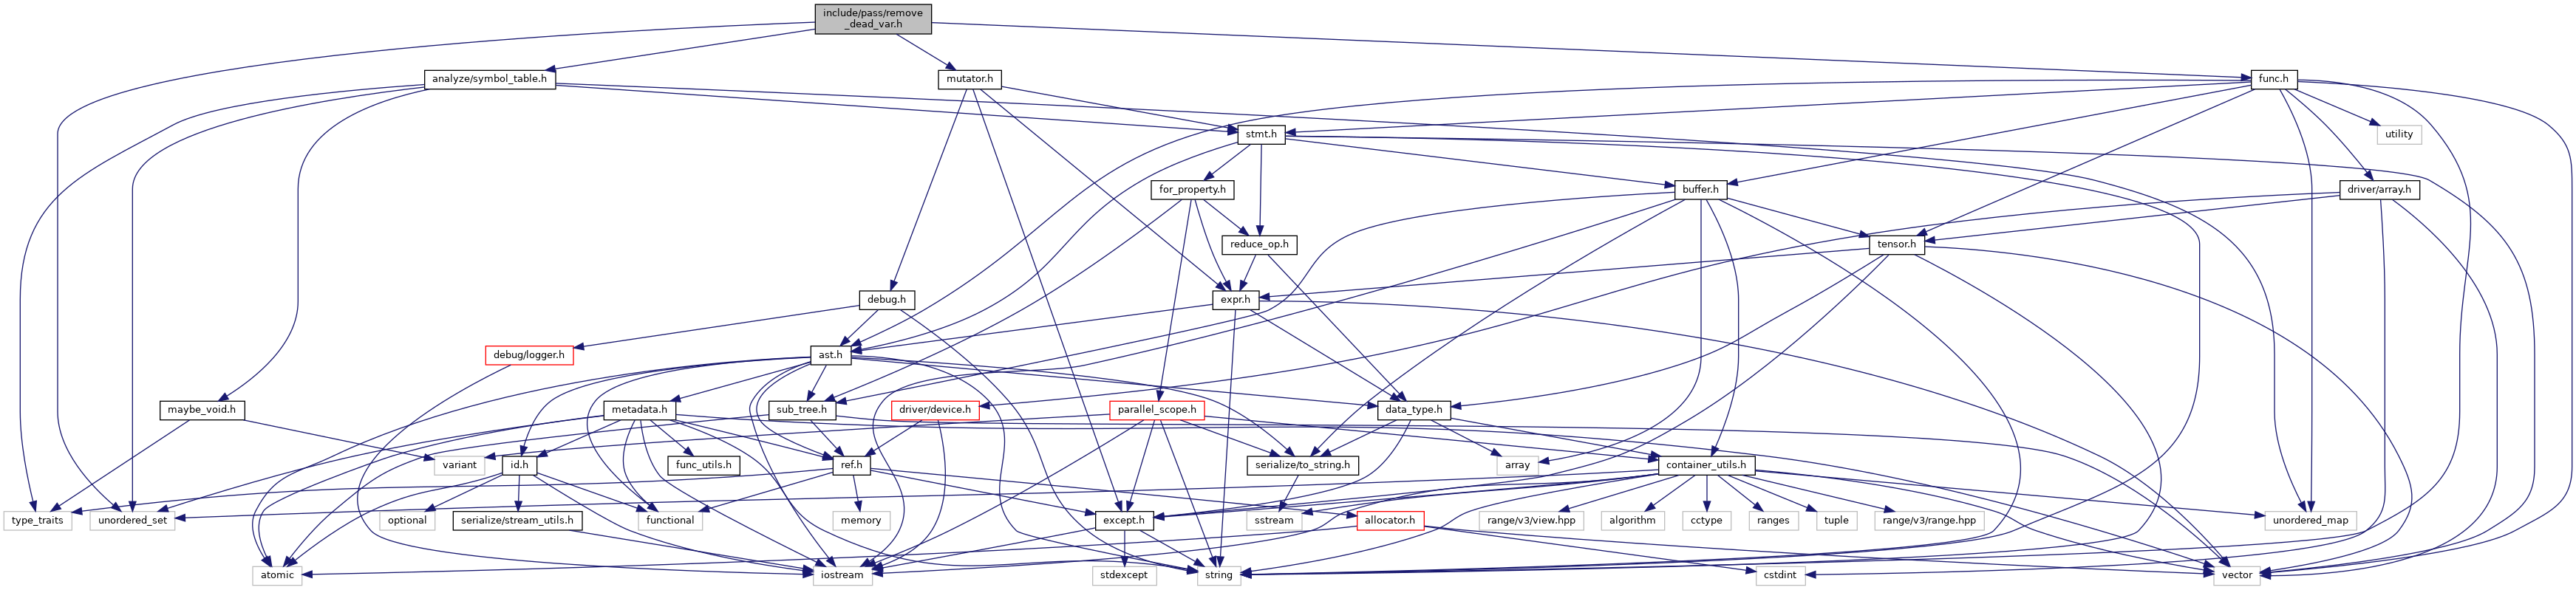 include/pass/remove
_dead_var.h
analyze/symbol_table.h
mutator.h
func.h
stmt.h
utility
for_property.h
buffer.h
driver/array.h
reduce_op.h
tensor.h
debug.h
expr.h
debug/logger.h
ast.h
maybe_void.h
metadata.h
sub_tree.h
driver/device.h
parallel_scope.h
data_type.h
variant
id.h
func_utils.h
ref.h
serialize/to_string.h
array
container_utils.h
type_traits
unordered_set
optional
serialize/stream_utils.h
functional
memory
except.h
sstream
allocator.h
range/v3/view.hpp
algorithm
cctype
ranges
tuple
range/v3/range.hpp
unordered_map
atomic
iostream
stdexcept
string
cstdint
vector